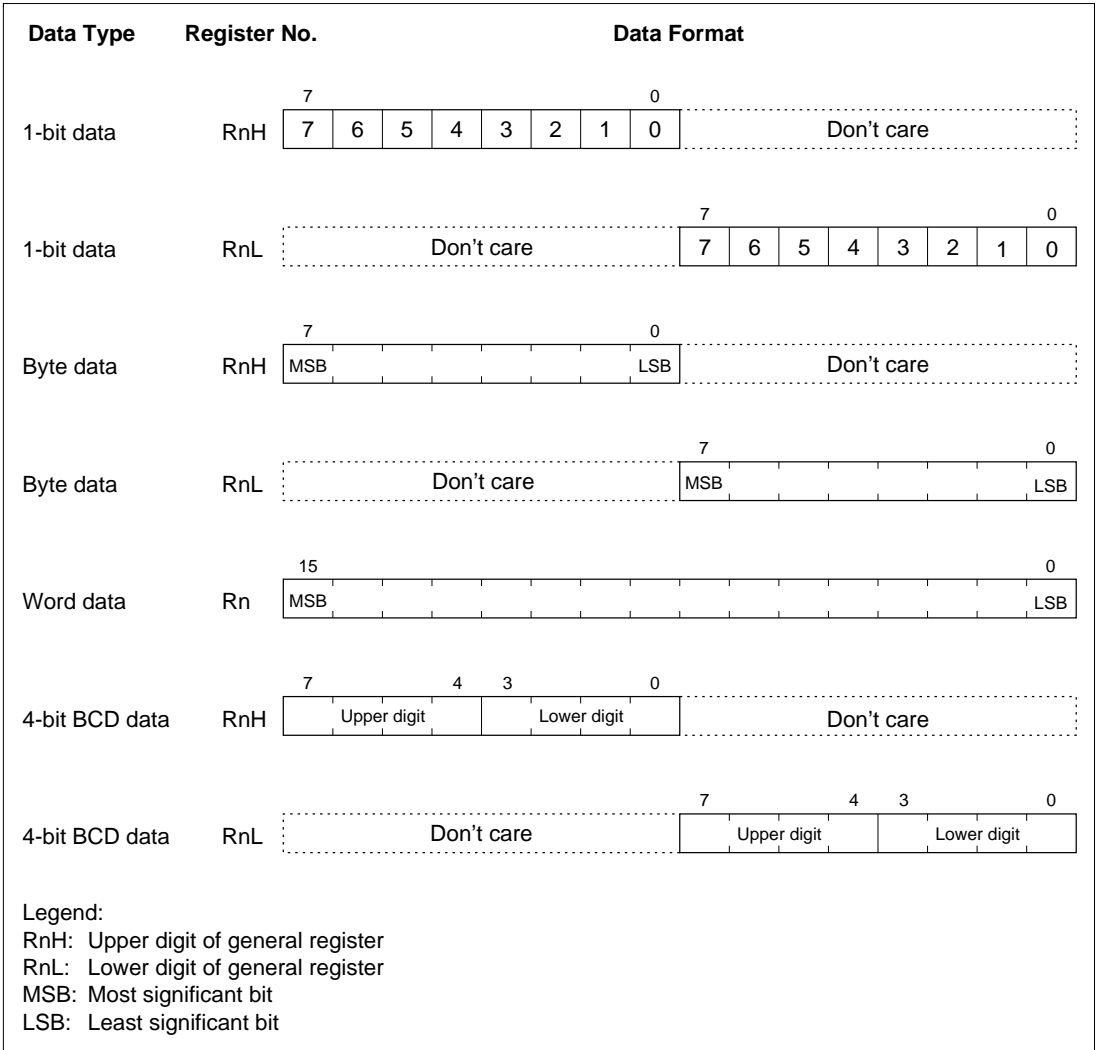 Data Type Register No. Data Format
7 0
1-bit data RnH 7 6 5 4 3 2 1 0 Don't care
7 0
1-bit data RnL Don't care 7 6 5 4 3 2 1 0
7 0
Byte data RnH MSB LSB Don't care
7 0
Byte data RnL Don't care MSB LSB
15 0
Word data Rn MSB LSB
7 4 3 0
4-bit BCD data RnH Upper digit Lower digit Don't care
7 4 3 0
4-bit BCD data RnL Don't care Upper digit Lower digit
Legend:
RnH: Upper digit of general register
RnL: Lower digit of general register
MSB: Most significant bit
LSB: Least significant bit